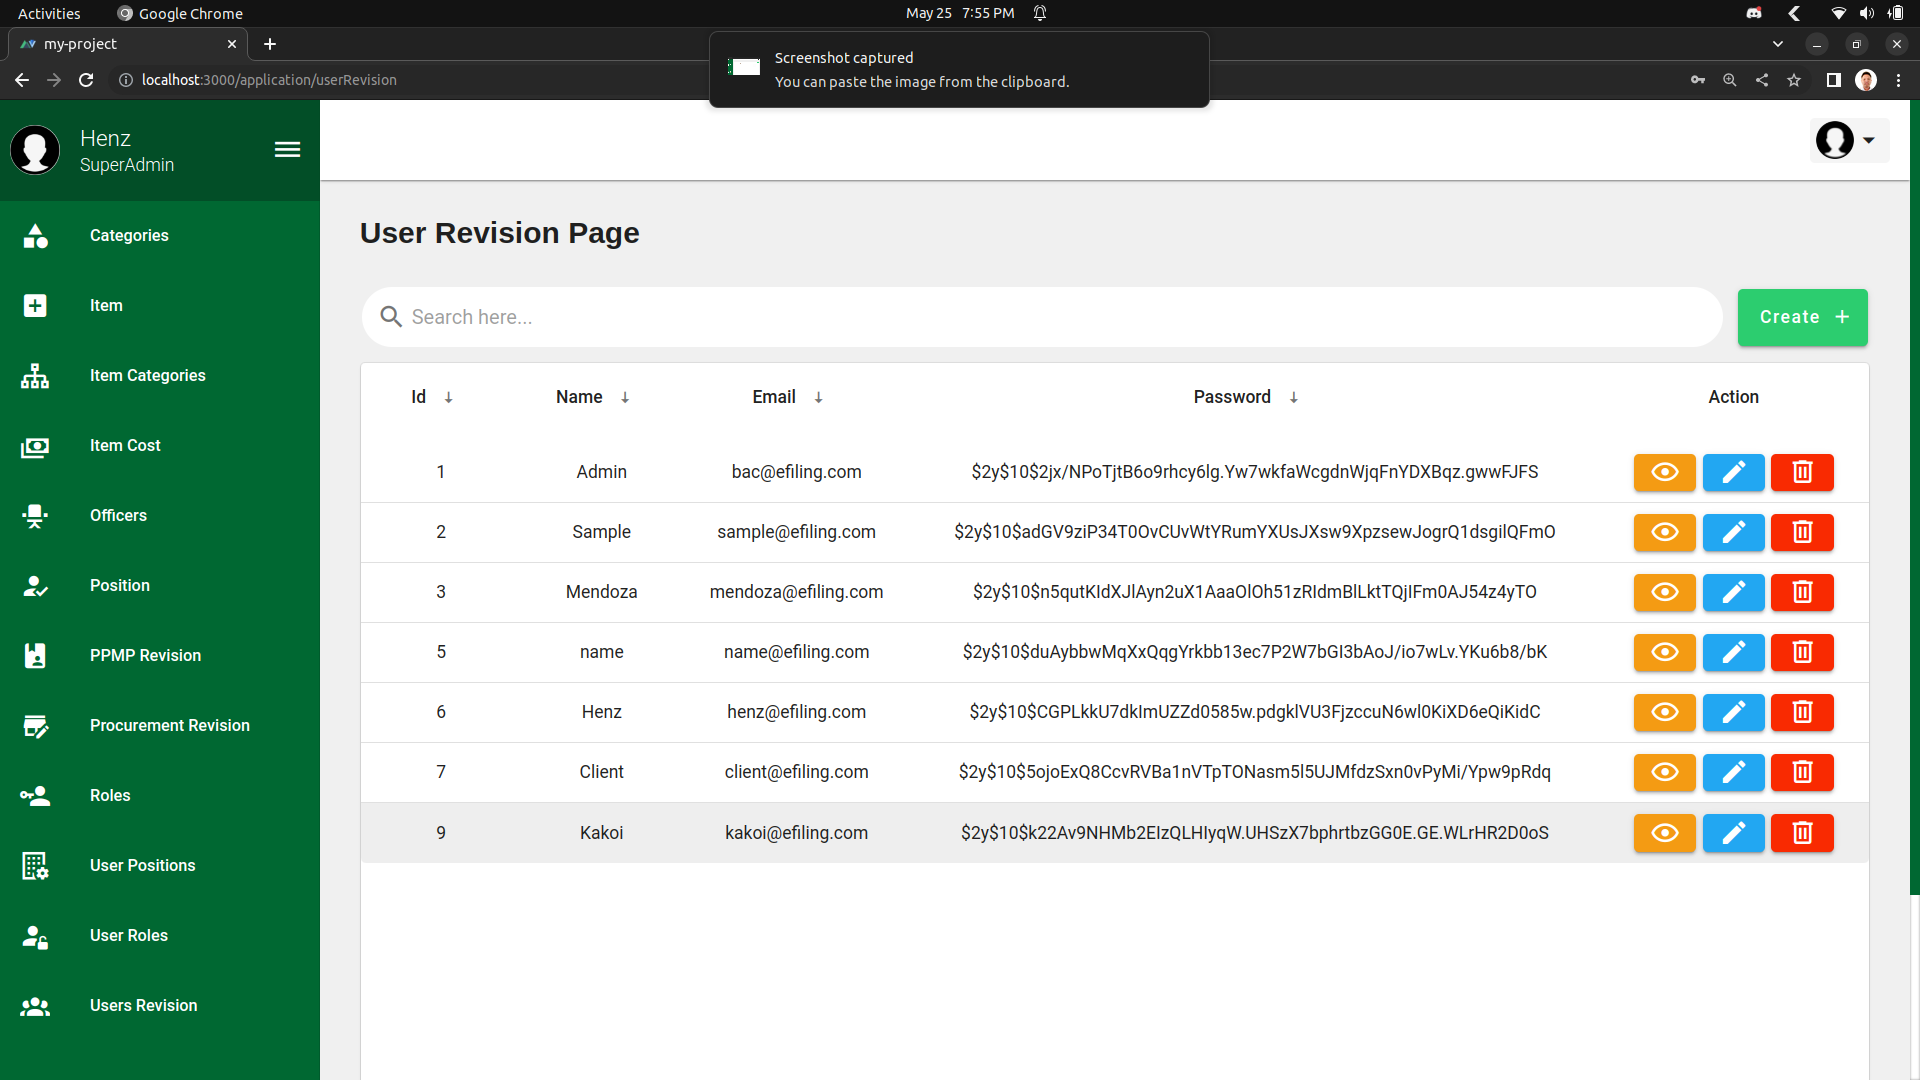 Activities Google Chrome May 25 7:55 PM
my-project
Screenshot captured
You can paste the image from the clipboard.
localhost:3000/application/userRevision
Henz
SuperAdmin
Categories
Item
Item Categories
Item Cost
Officers
Position
PPMP Revision
Procurement Revision
Roles
User Positions
User Roles
Users Revision
User Revision Page
Search here...
Create +
Id Name Email Password Action
1 Admin bac@efiling.com $2y$10$2jx/NPoTjtB6o9rhcy6lg.Yw7wkfaWcgdnWjqFnYDXBqz.gwwFJFS
2 Sample sample@efiling.com $2y$10$adGV9ziP34T0OvCUvWtYRumYXUsJXsw9XpzsewJogrQ1dsgilQFmO
3 Mendoza mendoza@efiling.com $2y$10$n5qutKIdXJlAyn2uX1AaaOlOh51zRIdmBlLktTQjIFm0AJ54z4yTO
5 name name@efiling.com $2y$10$duAybbwMqXxQqgYrkbb13ec7P2W7bGI3bAoJ/io7wLv.YKu6b8/bK
6 Henz henz@efiling.com $2y$10$CGPLkkU7dkImUZZd0585w.pdgklVU3FjzccuN6wl0KiXD6eQiKidC
7 Client client@efiling.com $2y$10$5ojoExQ8CcvRVBa1nVTpTONasm5l5UJMfdzSxn0vPyMi/Ypw9pRdq
9 Kakoi kakoi@efiling.com $2y$10$k22Av9NHMb2EIzQLHIyqW.UHSzX7bphrtbzGG0E.GE.WLrHR2D0oS